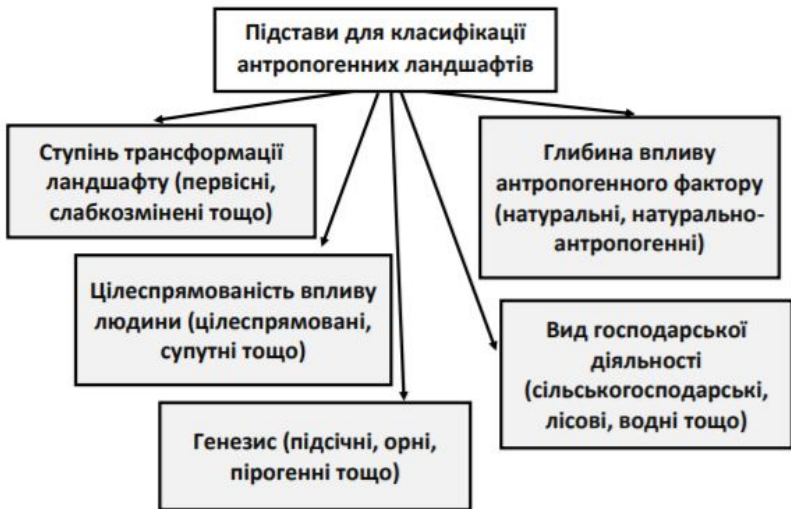 Підстави для класифікації
антропогенних ландшафтів
Ступінь трансформації
ландшафту (первісні,
слабкозмінені тощо)
Глибина впливу
антропогенного фактору
(натуральні, натурально-
антропогенні)
Цілеспрямованість впливу
людини (цілеспрямовані,
супутні тощо)
Вид господарської
діяльності
(сільськогосподарські,
лісові, водні тощо)
Генезис (підсічні, орні,
пірогенні тощо)